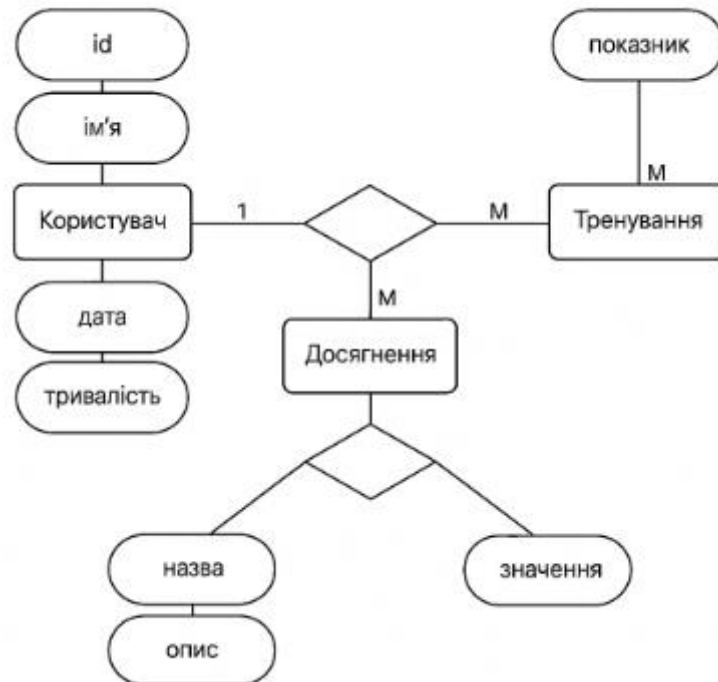 id
показник
ім'я
Користувач
1
М
М
Тренування
дата
М
Досягнення
тривалість
назва
значення
опис